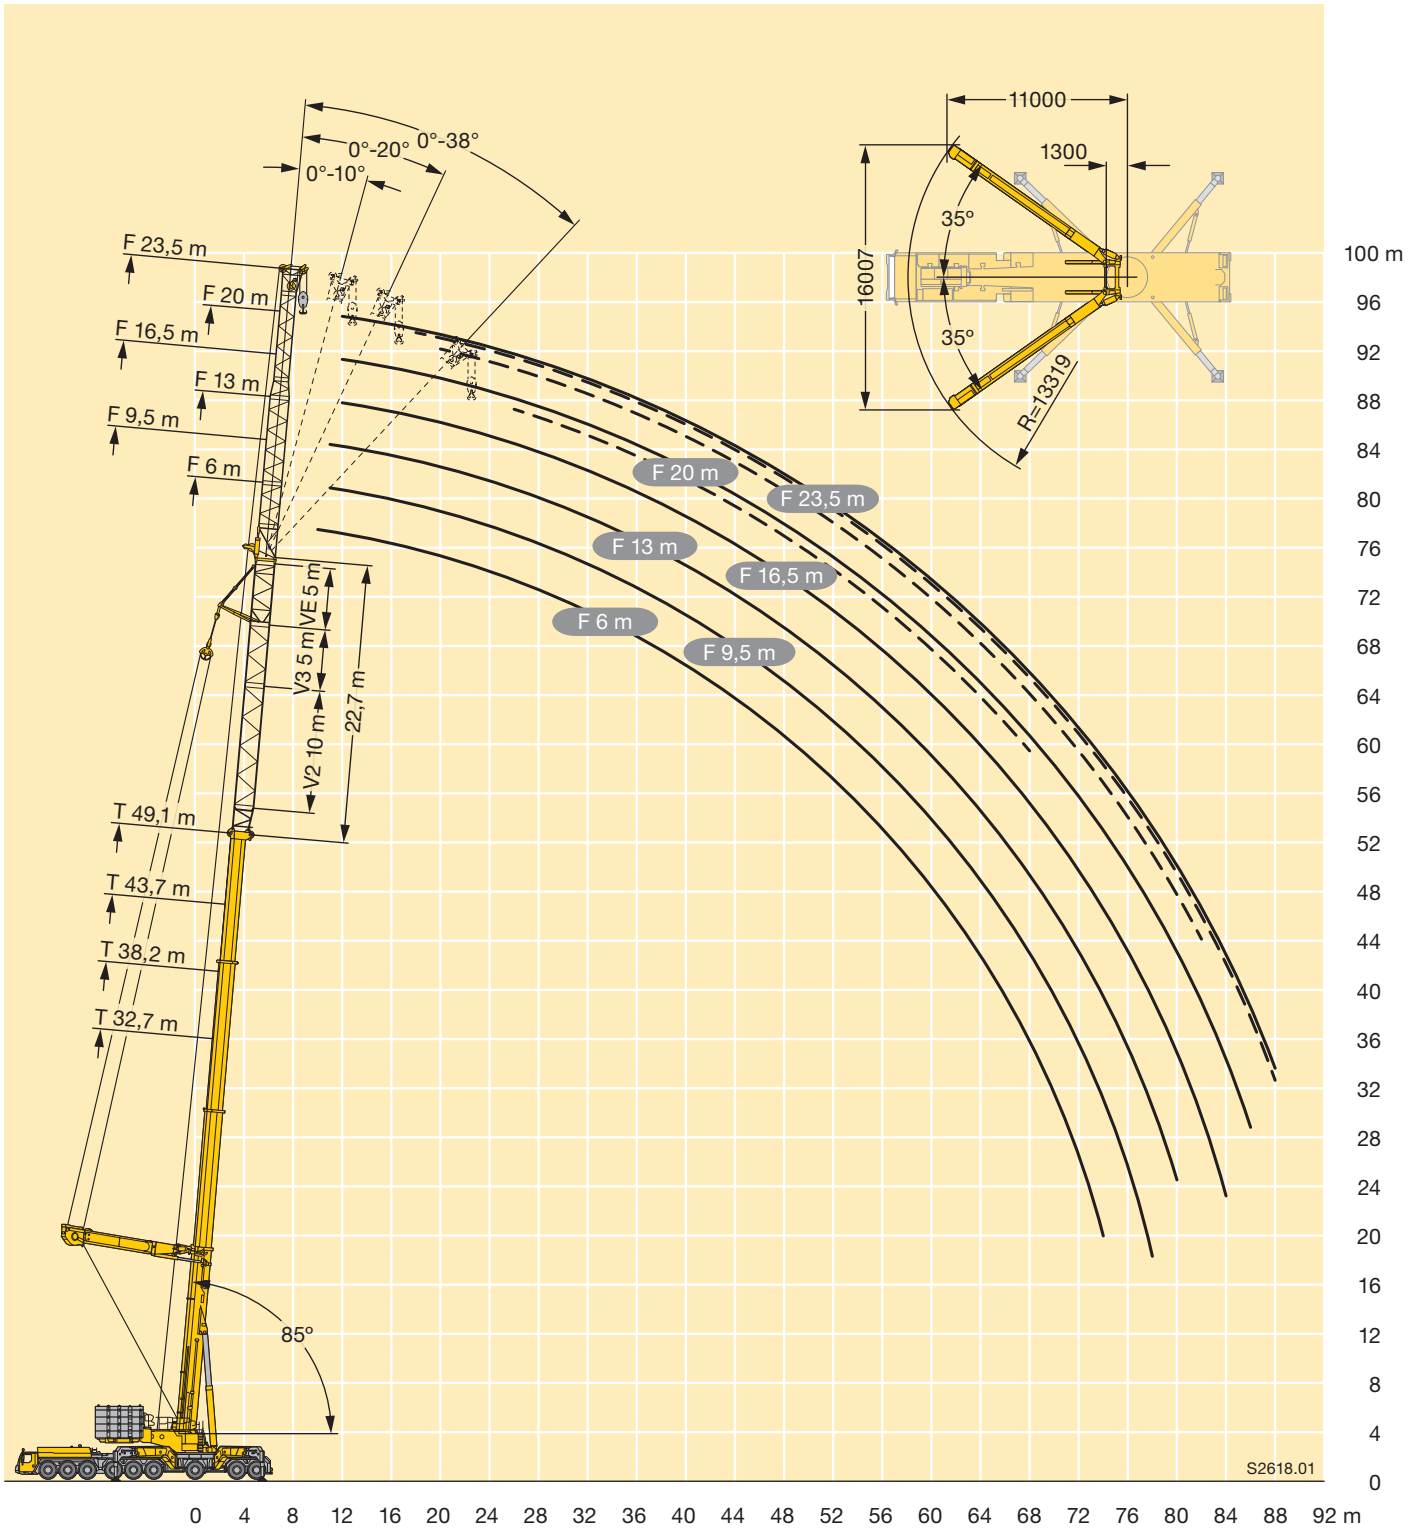 11000
0°-38°
0°-20°
0°-10°
1300
35º
16007
35º
R=13319
F 23,5 m
F 20 m
F 16,5 m
F 13 m
F 9,5 m
F 6 m
100 m
96
92
88
84
80
76
72
68
64
60
56
52
48
44
40
36
32
28
24
20
16
12
8
4
0
F 20 m
F 23,5 m
F 13 m
F 16,5 m
F 6 m
F 9,5 m
VE 5 m
V3 5 m
V2 10 m
22,7 m
T 49,1 m
T 43,7 m
T 38,2 m
T 32,7 m
85º
S2618.01
0 4 8 12 16 20 24 28 32 36 40 44 48 52 56 60 64 68 72 76 80 84 88 92 m